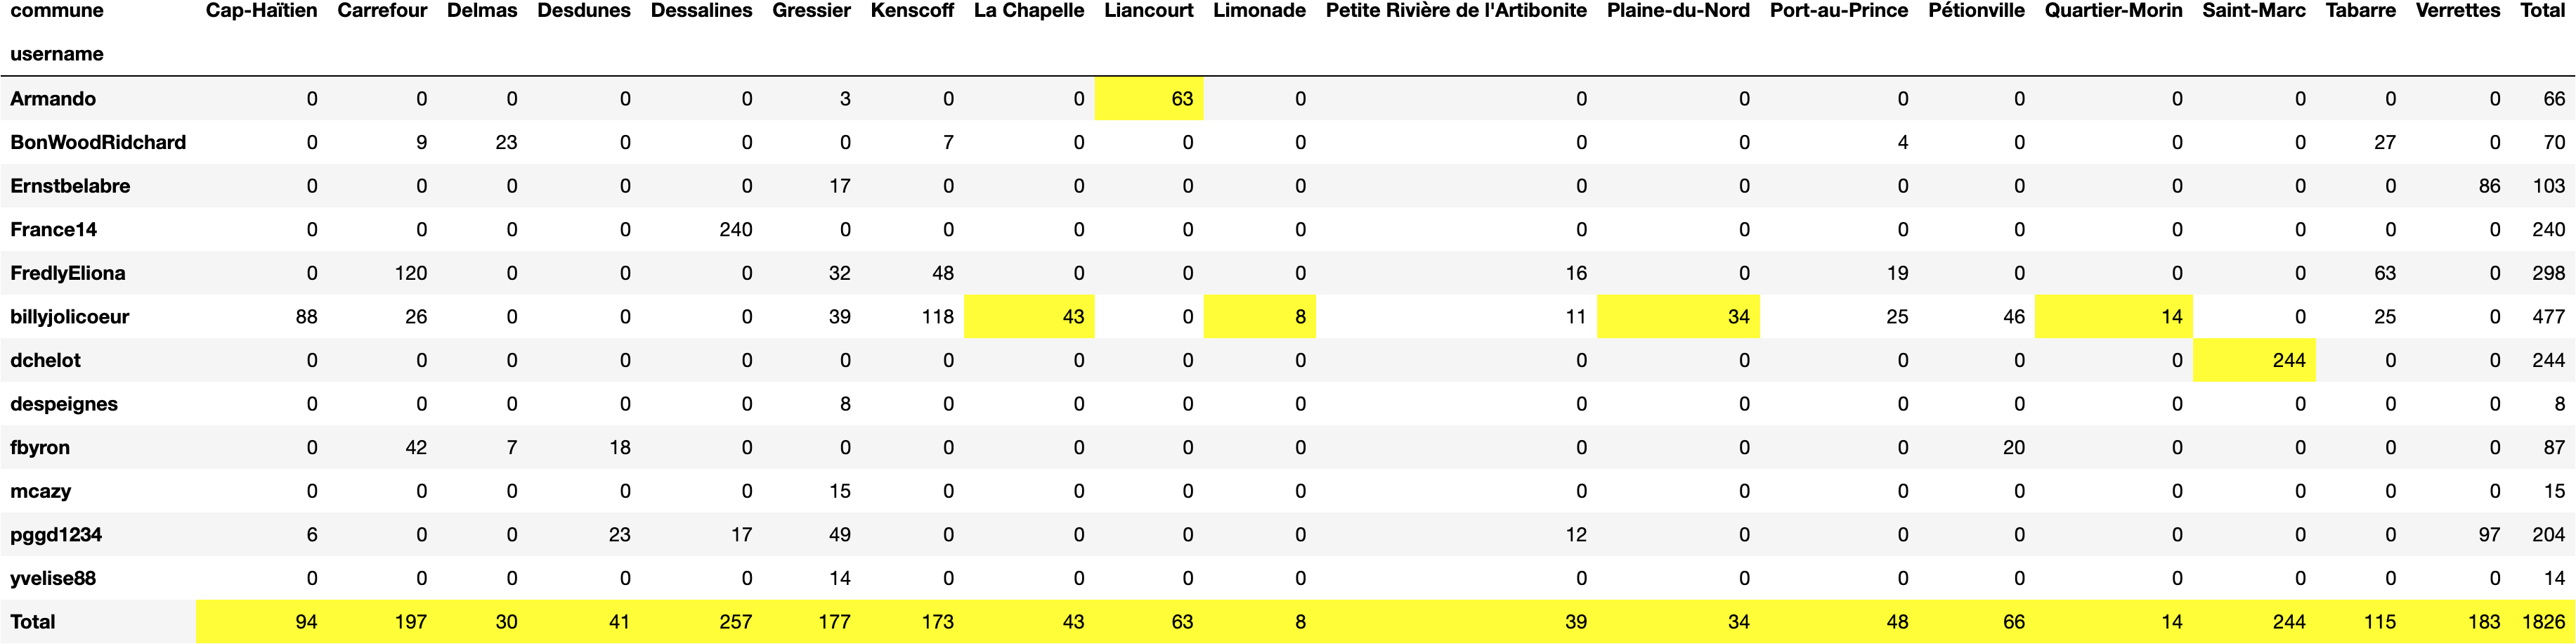 commune Cap-Haïtien Carrefour Delmas Desdunes Dessalines Gressier Kenscoff La Chapelle Liancourt Limonade Petite Rivière de l'Artibonite Plaine-du-Nord Port-au-Prince Pétionville Quartier-Morin Saint-Marc Tabarre Verrettes Total
username
Armando 0 0 0 0 0 3 0 0 63 0 0 0 0 0 0 0 0 0 66
BonWoodRidchard 0 9 23 0 0 0 7 0 0 0 0 0 4 0 0 0 27 0 70
Ernstbelabre 0 0 0 0 0 17 0 0 0 0 0 0 0 0 0 0 0 86 103
France14 0 0 0 0 240 0 0 0 0 0 0 0 0 0 0 0 0 0 240
FredlyEliona 0 120 0 0 0 32 48 0 0 0 16 0 19 0 0 0 63 0 298
billyjolicoeur 88 26 0 0 0 39 118 43 0 8 11 34 25 46 14 0 25 0 477
dchelot 0 0 0 0 0 0 0 0 0 0 0 0 0 0 0 244 0 0 244
despeignes 0 0 0 0 0 8 0 0 0 0 0 0 0 0 0 0 0 0 8
fbyron 0 42 7 18 0 0 0 0 0 0 0 0 0 20 0 0 0 0 87
mcazy 0 0 0 0 0 15 0 0 0 0 0 0 0 0 0 0 0 0 15
pggd1234 6 0 0 23 17 49 0 0 0 0 12 0 0 0 0 0 0 97 204
yvelise88 0 0 0 0 0 14 0 0 0 0 0 0 0 0 0 0 0 0 14
Total 94 197 30 41 257 177 173 43 63 8 39 34 48 66 14 244 115 183 1826